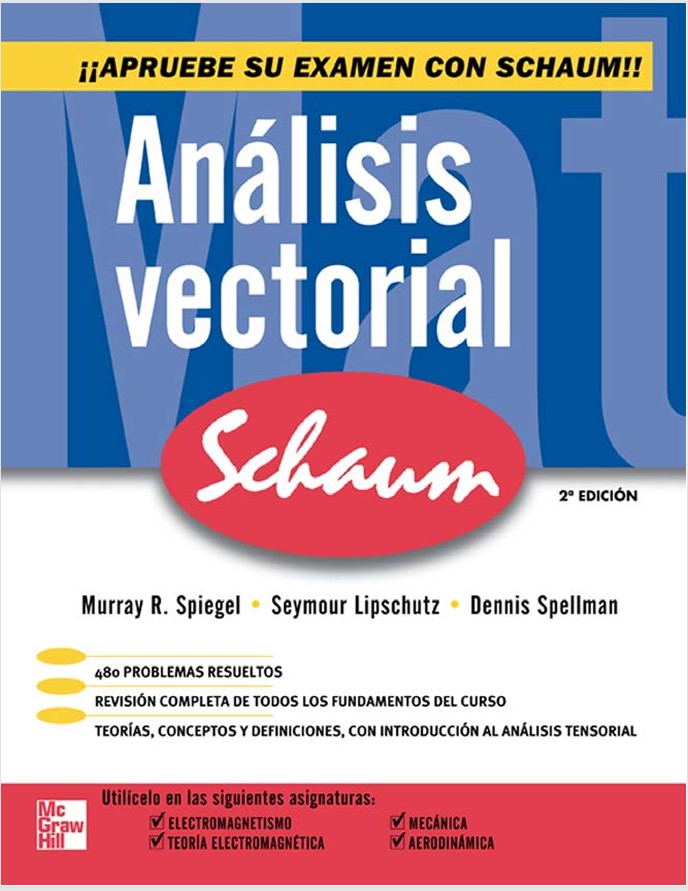 ¡¡APRUEBE SU EXAMEN CON SCHAUM!!
Mat
Análisis
vectorial
Schaum
2ª EDICIÓN
Murray R. Spiegel • Seymour Lipschutz • Dennis Spellman
480 PROBLEMAS RESUELTOS
REVISIÓN COMPLETA DE TODOS LOS FUNDAMENTOS DEL CURSO
TEORÍAS, CONCEPTOS Y DEFINICIONES, CON INTRODUCCIÓN AL ANÁLISIS TENSORIAL
Utilícelo en las siguientes asignaturas:
ELECTROMAGNETISMO
TEORÍA ELECTROMAGNÉTICA
MECÁNICA
AERODINÁMICA
Mc
Graw
Hill